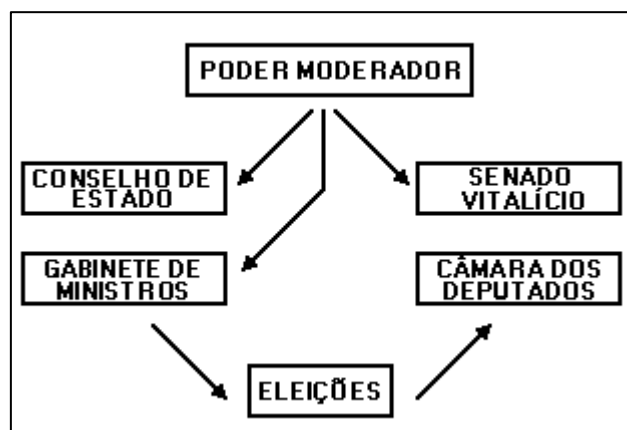 PODER MODERADOR
CONSELHO DE
ESTADO
SENADO
VITALÍCIO
GABINETE DE
MINISTROS
CÂMARA DOS
DEPUTADOS
ELEIÇÕES